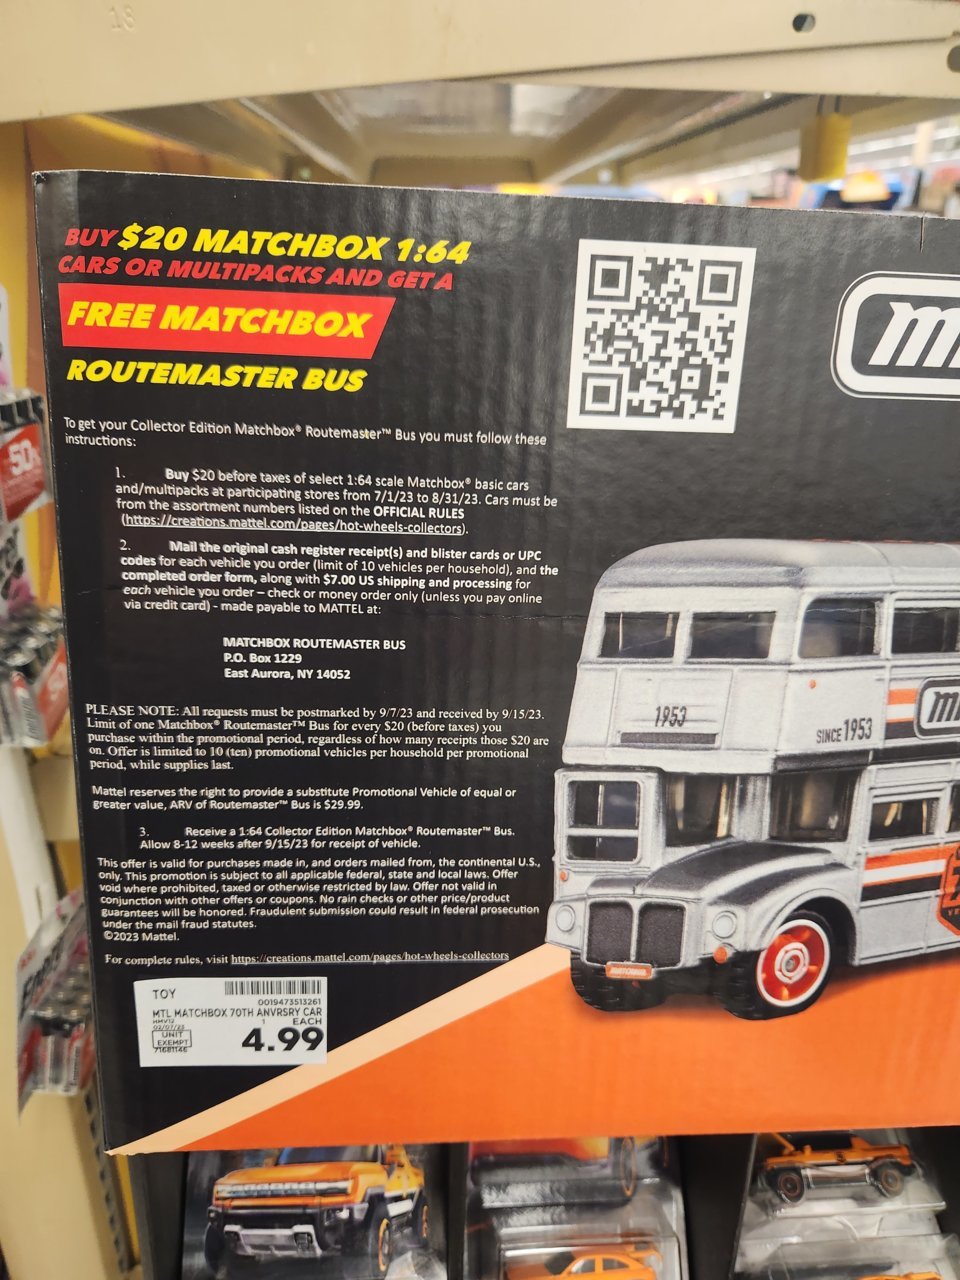 18
BUY $20 MATCHBOX 1:64
CARS OR MULTIPACKS AND GET A
FREE MATCHBOX
ROUTEMASTER BUS
To get your Collector Edition Matchbox® Routemaster™ Bus you must follow these
instructions:
1. Buy $20 before taxes of select 1:64 scale Matchbox® basic cars
and/multipacks at participating stores from 7/1/23 to 8/31/23. Cars must be
from the assortment numbers listed on the OFFICIAL RULES
(https://creations.mattel.com/pages/hot-wheels-collectors).
2. Mail the original cash register receipt(s) and blister cards or UPC
codes for each vehicle you order (limit of 10 vehicles per household), and the
completed order form, along with $7.00 US shipping and processing for
each vehicle you order – check or money order only (unless you pay online
via credit card) - made payable to MATTEL at:
MATCHBOX ROUTEMASTER BUS
P.O. Box 1229
East Aurora, NY 14052
PLEASE NOTE: All requests must be postmarked by 9/7/23 and received by 9/15/23.
Limit of one Matchbox® Routemaster™ Bus for every $20 (before taxes) you
purchase within the promotional period, regardless of how many receipts those $20 are
on. Offer is limited to 10 (ten) promotional vehicles per household per promotional
period, while supplies last.
Mattel reserves the right to provide a substitute Promotional Vehicle of equal or
greater value, ARV of Routemaster™ Bus is $29.99.
3. Receive a 1:64 Collector Edition Matchbox® Routemaster™ Bus.
Allow 8-12 weeks after 9/15/23 for receipt of vehicle.
This offer is valid for purchases made in, and orders mailed from, the continental U.S.,
only. This promotion is subject to all applicable federal, state and local laws. Offer
void where prohibited, taxed or otherwise restricted by law. Offer not valid in
conjunction with other offers or coupons. No rain checks or other price/product
guarantees will be honored. Fraudulent submission could result in federal prosecution
under the mail fraud statutes.
©2023 Mattel.
For complete rules, visit https://creations.mattel.com/pages/hot-wheels-collectors
TOY
0019473513261
MTL MATCHBOX 70TH ANVRSRY CAR
HMV12
1 EACH
02/07/23
UNIT
EXEMPT
4.99
71681146
1953
SINCE 1953
MATCHBOX